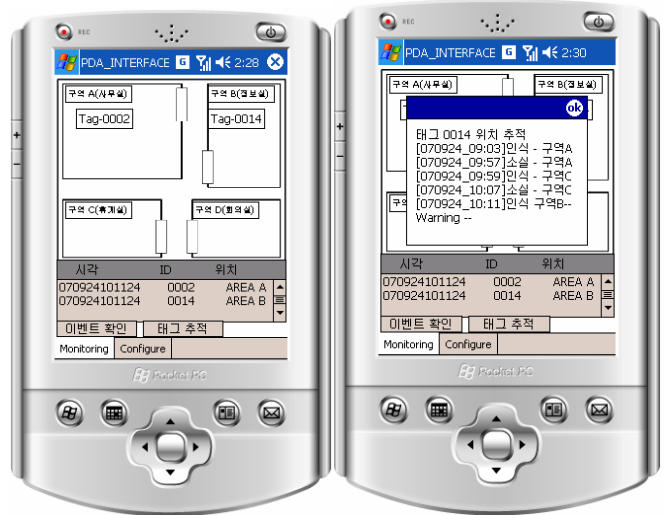 REC
PDA_INTERFACE G 2:28
구역 A(사무실)
구역 B(정보실)
Tag-0002
Tag-0014
구역 C(휴게실)
구역 D(회의실)
시각 ID 위치
070924101124 0002 AREA A
070924101124 0014 AREA B
이벤트 확인 태그 추적
Monitoring Configure
Pocket PC
REC
PDA_INTERFACE G 2:30
구역 A(사무실)
구역 B(정보실)
ok
태그 0014 위치 추적
[070924_09:03]인식 - 구역A
[070924_09:57]소실 - 구역A
[070924_09:59]인식 - 구역C
[070924_10:07]소실 - 구역C
[070924_10:11]인식 구역B--
Warning --
시각 ID 위치
070924101124 0002 AREA A
070924101124 0014 AREA B
이벤트 확인 태그 추적
Monitoring Configure
Pocket PC